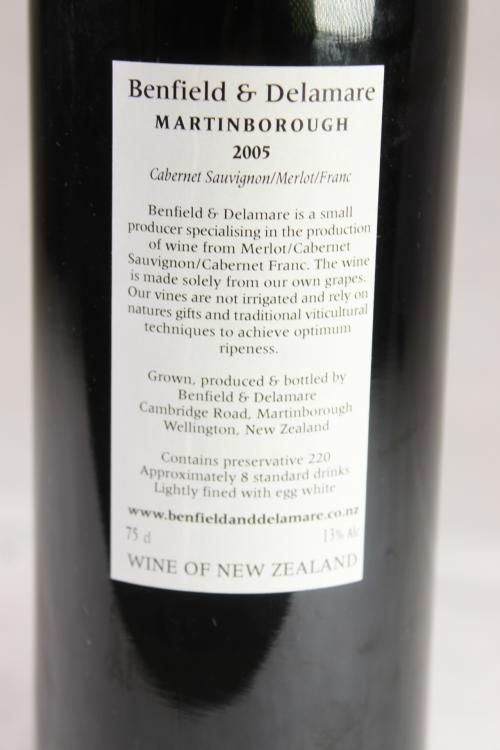 Benfield & Delamare
MARTINBOROUGH
2005
Cabernet Sauvignon/Merlot/Franc
Benfield & Delamare is a small
producer specialising in the production
of wine from Merlot/Cabernet
Sauvignon/Cabernet Franc. The wine
is made solely from our own grapes.
Our vines are not irrigated and rely on
natures gifts and traditional viticultural
techniques to achieve optimum
ripeness.
Grown, produced & bottled by
Benfield & Delamare
Cambridge Road, Martinborough
Wellington, New Zealand
Contains preservative 220
Approximately 8 standard drinks
Lightly fined with egg white
www.benfieldanddelamare.co.nz
75 cl 13% Alc
WINE OF NEW ZEALAND